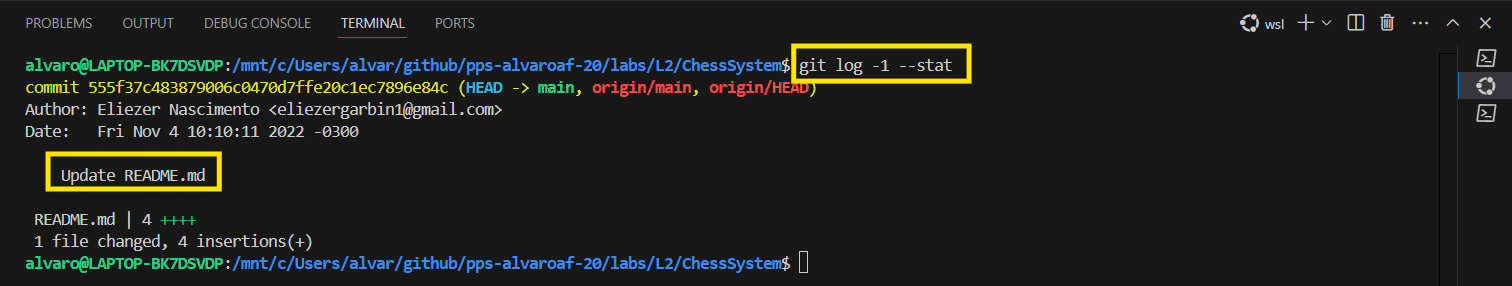 PROBLEMS OUTPUT DEBUG CONSOLE TERMINAL PORTS wsl
alvaro@LAPTOP-BK7DSVDP:/mnt/c/Users/alvar/github/pps-alvaroaf-20/labs/L2/ChessSystem$ git log -1 --stat
commit 555f37c483879006c0470d7ffe20c1ec7896e84c (HEAD -> main, origin/main, origin/HEAD)
Author: Eliezer Nascimento <eliezergarbin1@gmail.com>
Date:   Fri Nov 4 10:10:11 2022 -0300
Update README.md
README.md | 4 ++++
1 file changed, 4 insertions(+)
alvaro@LAPTOP-BK7DSVDP:/mnt/c/Users/alvar/github/pps-alvaroaf-20/labs/L2/ChessSystem$